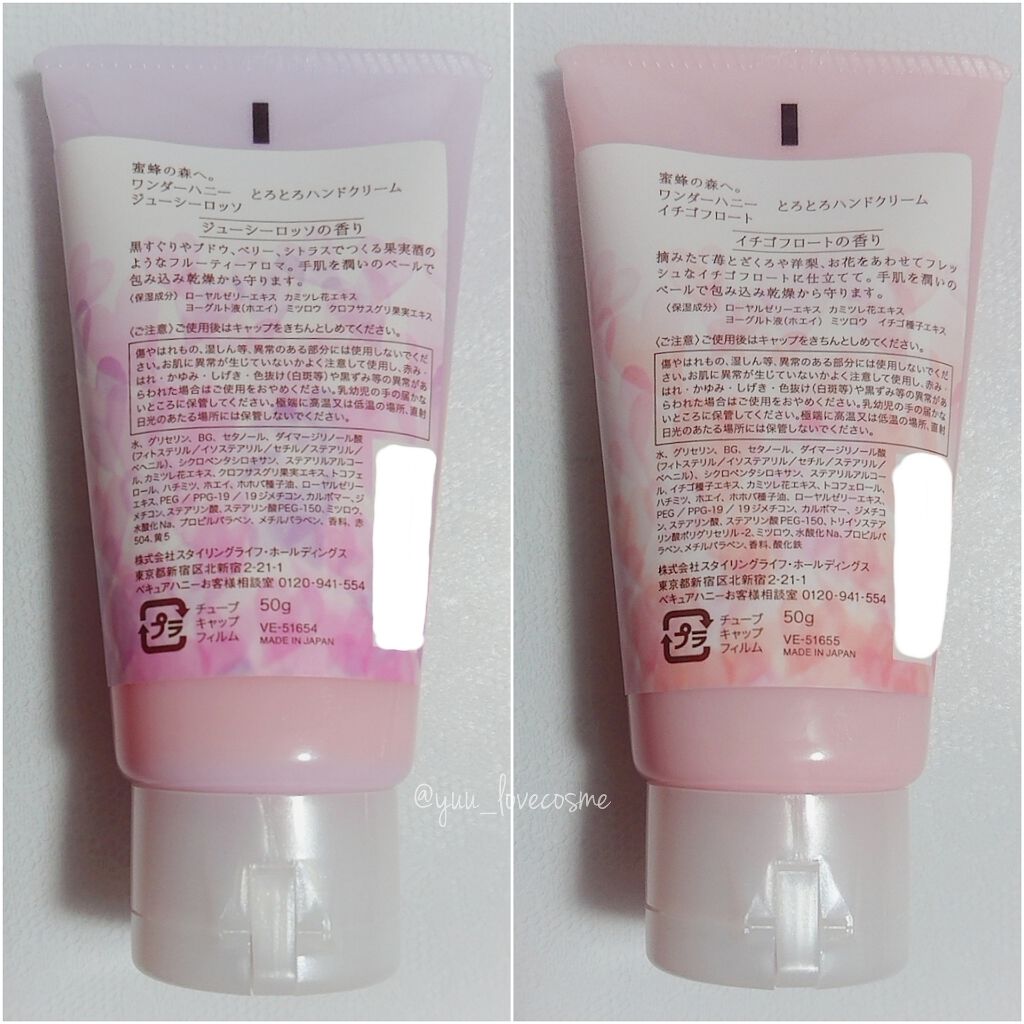 蜜蜂の森へ。
ワンダーハニー とろとろハンドクリーム
ジューシーロッソ
ジューシーロッソの香り
黒すぐりやブドウ、ベリー、シトラスでつくる果実酒の
ようなフルーティーアロマ。手肌を潤いのベールで
包み込み乾燥から守ります。
〈保湿成分〉 ローヤルゼリーエキス カミツレ花エキス
ヨーグルト液(ホエイ) ミツロウ クロフサスグリ果実エキス
〈ご注意〉ご使用後はキャップをきちんとしめてください。
傷やはれもの、湿しん等、異常のある部分には使用しないでくだ
さい。お肌に異常が生じていないかよく注意して使用し、赤み・
はれ・かゆみ・しげき・色抜け(白斑等)や黒ずみ等の異常があ
らわれた場合はご使用をおやめください。乳幼児の手の届かな
いところに保管してください。極端に高温又は低温の場所、直射
日光のあたる場所には保管しないでください。
水、グリセリン、BG、セタノール、ダイマージリノール酸
(フィトステリル/イソステアリル/セチル/ステアリル
/ベヘニル)、シクロペンタシロキサン、ステアリルアルコー
ル、カミツレ花エキス、クロフサスグリ果実エキス、トコフェ
ロール、ハチミツ、ホエイ、ホホバ種子油、ローヤルゼリー
エキス、PEG/PPG-19/19ジメチコン、カルボマー、ジ
メチコン、ステアリン酸、ステアリン酸PEG-150、ミツロウ、
水酸化Na、プロピルパラベン、メチルパラベン、香料、赤
504、黄5
株式会社スタイリングライフ・ホールディングス
東京都新宿区北新宿2-21-1
ベキュアハニーお客様相談室 0120-941-554
プラ
チューブ
キャップ
フィルム
50g
VE-51654
MADE IN JAPAN
蜜蜂の森へ。
ワンダーハニー とろとろハンドクリーム
イチゴフロート
イチゴフロートの香り
摘みたて苺とざくろや洋梨、お花をあわせてフレッ
シュなイチゴフロートに仕立てて。手肌を潤いの
ベールで包み込み乾燥から守ります。
〈保湿成分〉 ローヤルゼリーエキス カミツレ花エキス
ヨーグルト液(ホエイ) ミツロウ イチゴ種子エキス
〈ご注意〉ご使用後はキャップをきちんとしめてください。
傷やはれもの、湿しん等、異常のある部分には使用しないでくだ
さい。お肌に異常が生じていないかよく注意して使用し、赤み・
はれ・かゆみ・しげき・色抜け(白斑等)や黒ずみ等の異常があ
らわれた場合はご使用をおやめください。乳幼児の手の届かな
いところに保管してください。極端に高温又は低温の場所、直射
日光のあたる場所には保管しないでください。
水、グリセリン、BG、セタノール、ダイマージリノール酸
(フィトステリル/イソステアリル/セチル/ステアリル/
ベヘニル)、シクロペンタシロキサン、ステアリルアルコー
ル、イチゴ種子エキス、カミツレ花エキス、トコフェロール、
ハチミツ、ホエイ、ホホバ種子油、ローヤルゼリーエキス、
PEG/PPG-19/19ジメチコン、カルボマー、ジメチコ
ン、ステアリン酸、ステアリン酸PEG-150、トリイソステア
リン酸ポリグリセリル-2、ミツロウ、水酸化Na、プロピルパ
ラベン、メチルパラベン、香料、酸化鉄
株式会社スタイリングライフ・ホールディングス
東京都新宿区北新宿2-21-1
ベキュアハニーお客様相談室 0120-941-554
プラ
チューブ
キャップ
フィルム
50g
VE-51655
MADE IN JAPAN
@yuu_lovecosme